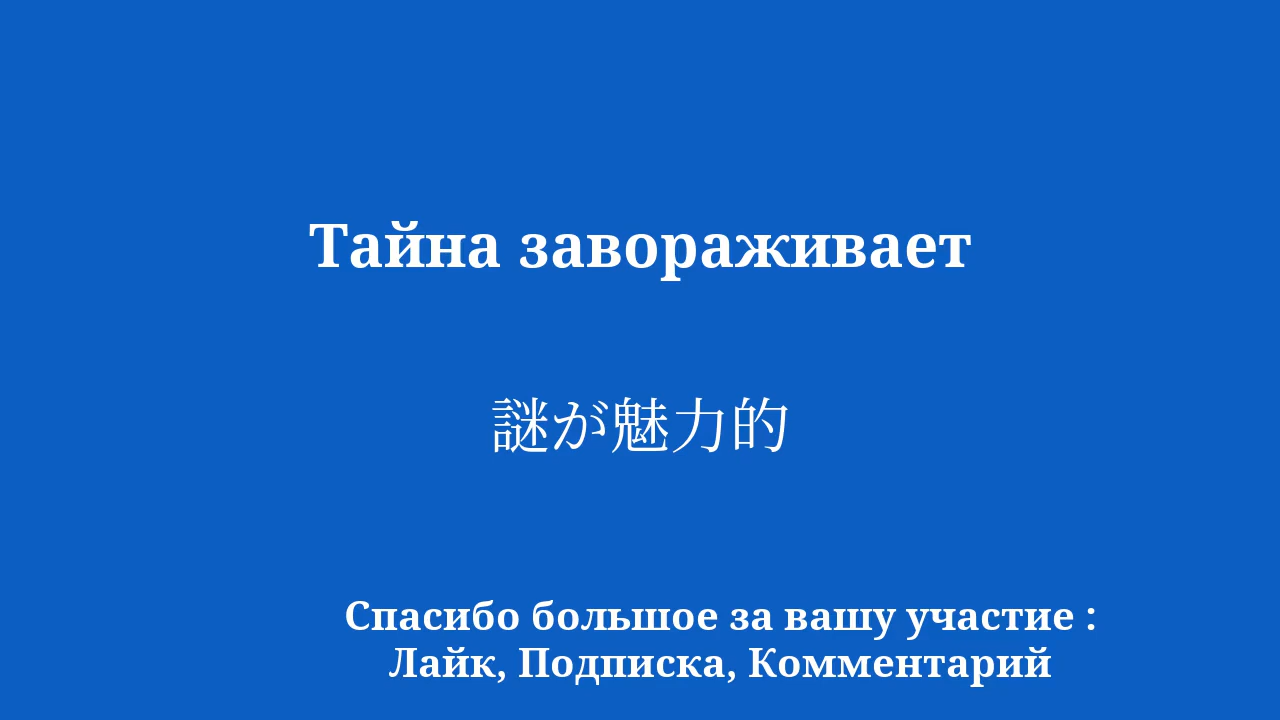 Тайна завораживает
謎が魅力的
Спасибо большое за вашу участие :
Лайк, Подписка, Комментарий